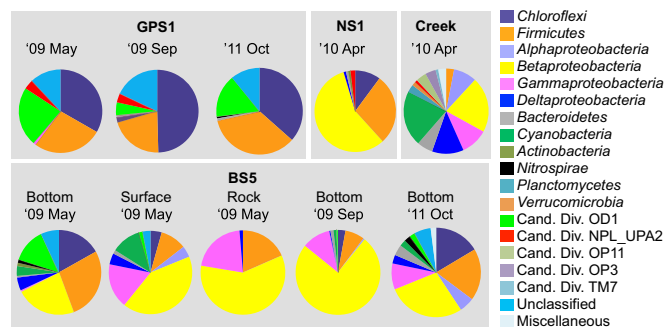 GPS1
NS1
Creek
‘09 May
‘09 Sep
’11 Oct
’10 Apr
’10 Apr
BS5
Bottom
‘09 May
Surface
‘09 May
Rock
‘09 May
Bottom
‘09 Sep
Bottom
‘11 Oct
Chloroflexi
Firmicutes
Alphaproteobacteria
Betaproteobacteria
Gammaproteobacteria
Deltaproteobacteria
Bacteroidetes
Cyanobacteria
Actinobacteria
Nitrospirae
Planctomycetes
Verrucomicrobia
Cand. Div. OD1
Cand. Div. NPL_UPA2
Cand. Div. OP11
Cand. Div. OP3
Cand. Div. TM7
Unclassified
Miscellaneous